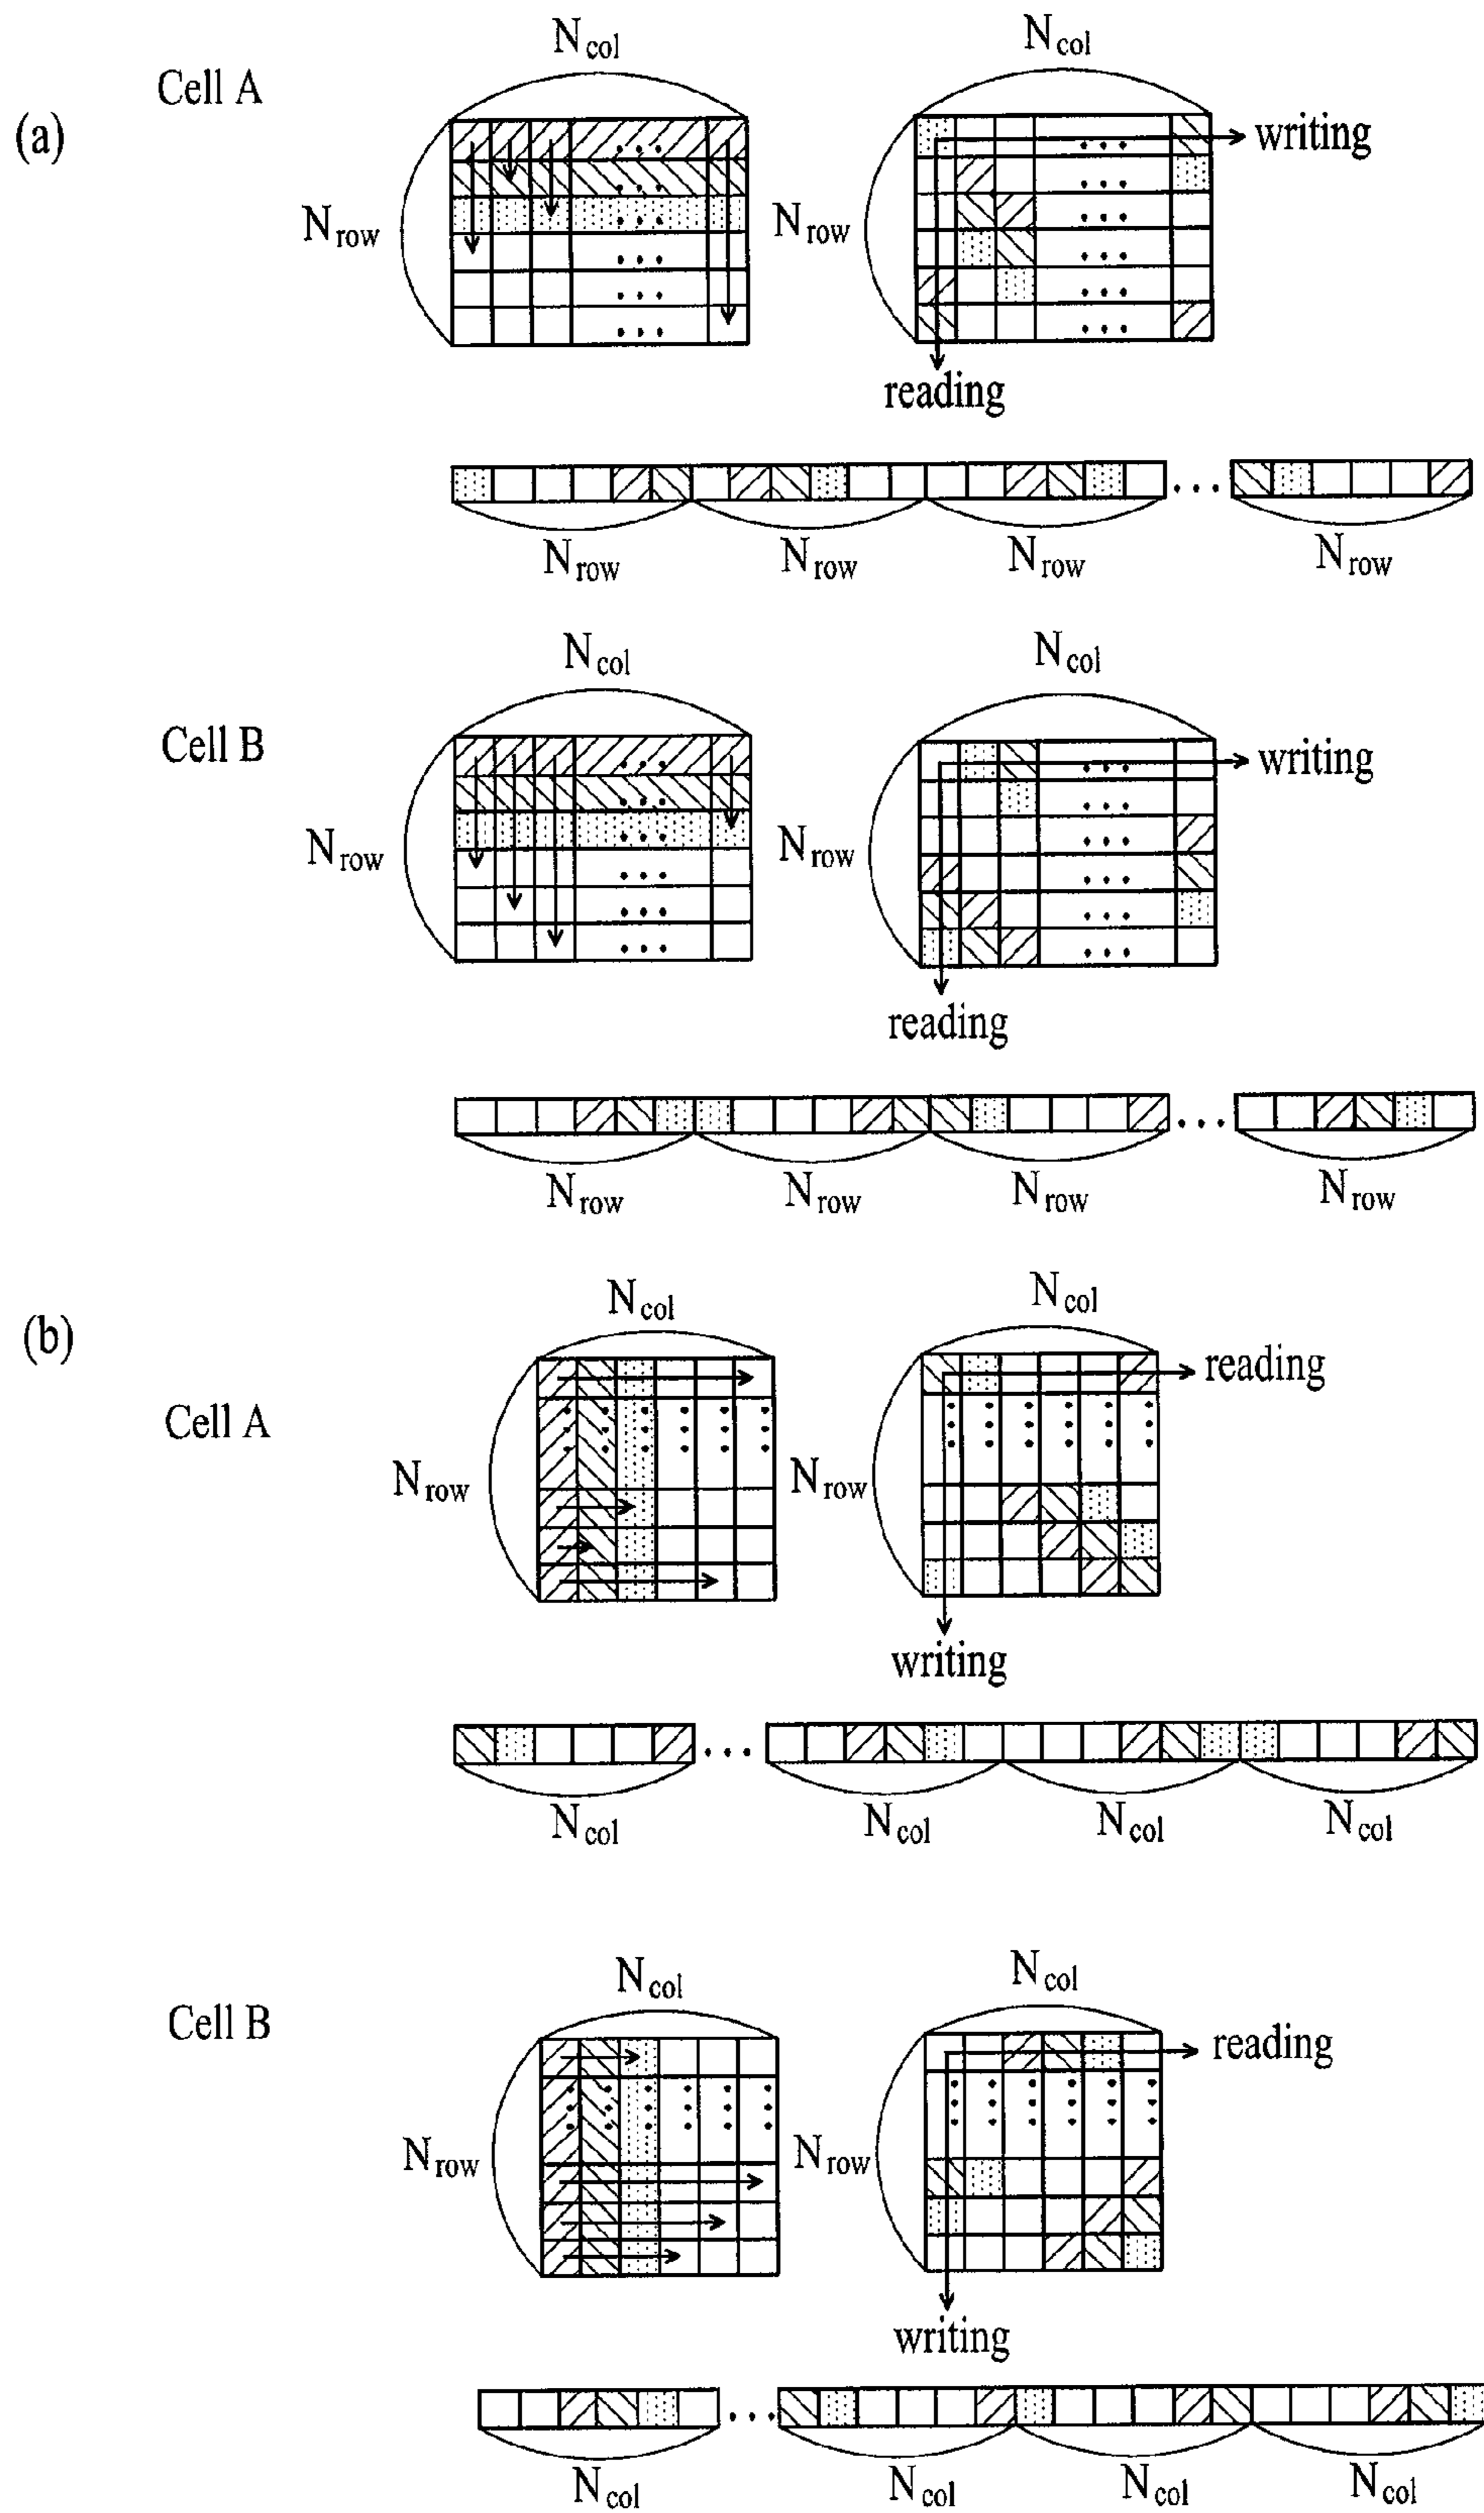 (a)
Cell A
N_col
N_col
N_row
N_row
writing
reading
N_row
N_row
N_row
N_row
Cell B
N_col
N_col
N_row
N_row
writing
reading
N_row
N_row
N_row
N_row
(b)
Cell A
N_col
N_col
N_row
N_row
reading
writing
N_col
N_col
N_col
N_col
Cell B
N_col
N_col
N_row
N_row
reading
writing
N_col
N_col
N_col
N_col